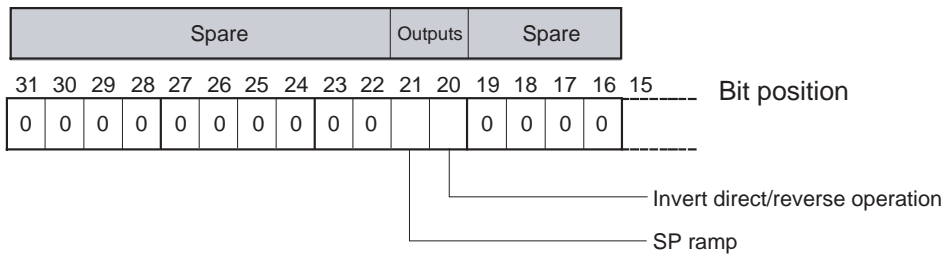 Spare Outputs Spare
31 30 29 28 27 26 25 24 23 22 21 20 19 18 17 16 15 Bit position
0 0 0 0 0 0 0 0 0 0 0 0 0 0
Invert direct/reverse operation
SP ramp